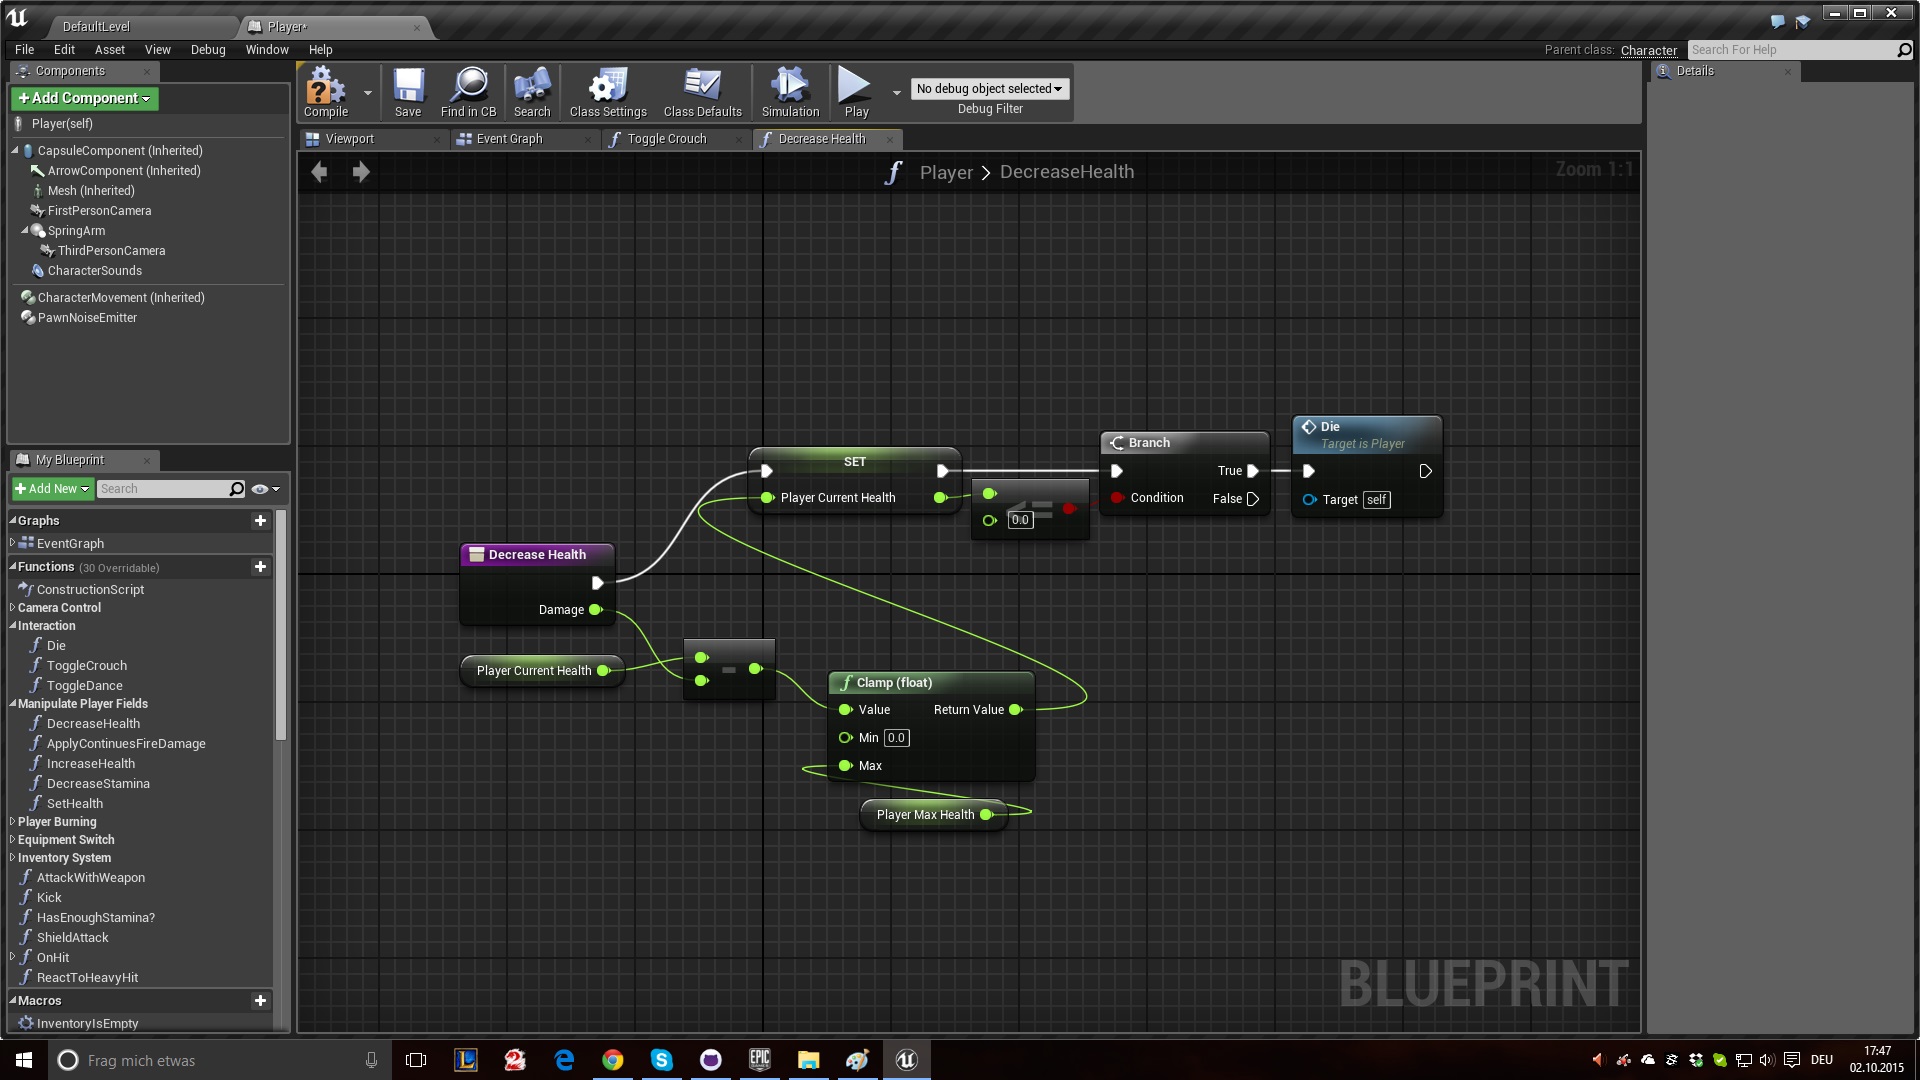 DefaultLevel
Player*
File Edit Asset View Debug Window Help
Parent class: Character
Search For Help
Components
Add Component
Player(self)
CapsuleComponent (Inherited)
ArrowComponent (Inherited)
Mesh (Inherited)
FirstPersonCamera
SpringArm
ThirdPersonCamera
CharacterSounds
CharacterMovement (Inherited)
PawnNoiseEmitter
My Blueprint
Add New
Search
Graphs
EventGraph
Functions (30 Overridable)
ConstructionScript
Camera Control
Interaction
Die
ToggleCrouch
ToggleDance
Manipulate Player Fields
DecreaseHealth
ApplyContinuesFireDamage
IncreaseHealth
DecreaseStamina
SetHealth
Player Burning
Equipment Switch
Inventory System
AttackWithWeapon
Kick
HasEnoughStamina?
ShieldAttack
OnHit
ReactToHeavyHit
Macros
InventoryIsEmpty
Compile
Save
Find in CB
Search
Class Settings
Class Defaults
Simulation
Play
No debug object selected
Debug Filter
Viewport
Event Graph
Toggle Crouch
Decrease Health
Player > DecreaseHealth
Zoom 1:1
SET
Player Current Health
<=
0.0
Branch
True
Condition
False
Die
Target is Player
Target self
Decrease Health
Damage
Player Current Health
-
Clamp (float)
Value
Return Value
Min 0.0
Max
Player Max Health
BLUEPRINT
Details
Frag mich etwas
EPIC
GAMES
DEU
17:47
02.10.2015